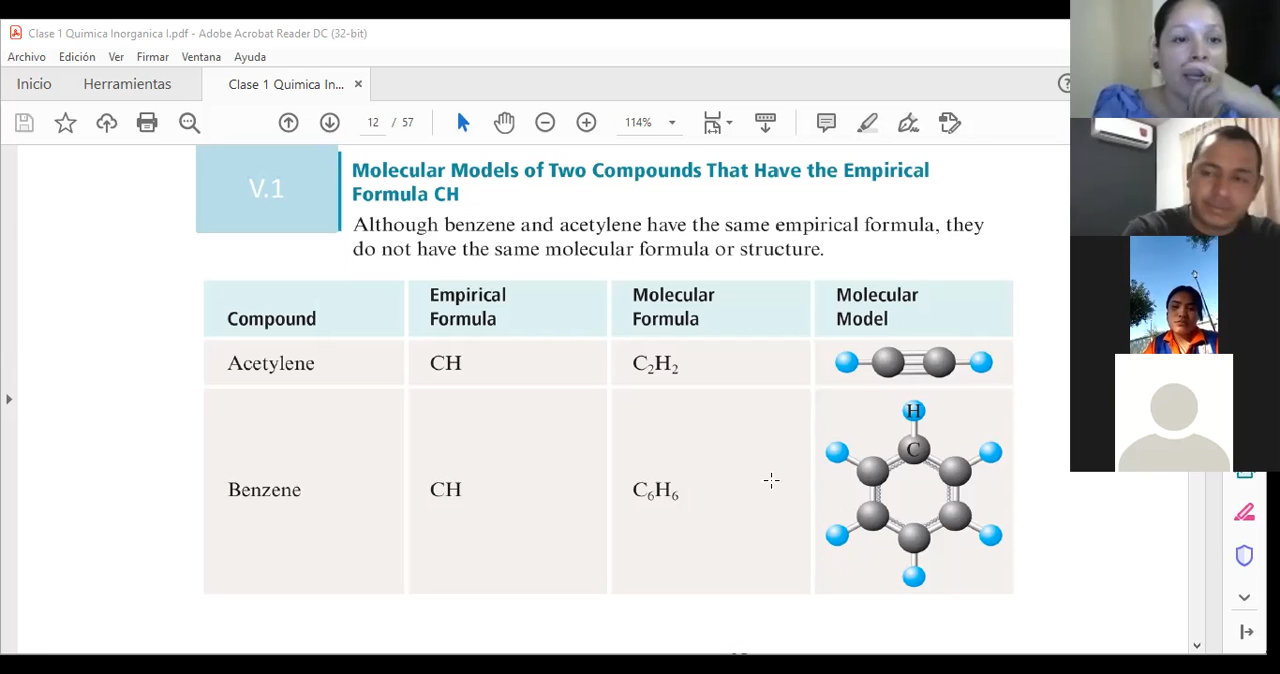 Clase 1 Quimica Inorganica I.pdf - Adobe Acrobat Reader DC (32-bit)
Archivo Edición Ver Firmar Ventana Ayuda
Inicio Herramientas Clase 1 Quimica In... ×
12 / 57 114%
V.1
Molecular Models of Two Compounds That Have the Empirical
Formula CH
Although benzene and acetylene have the same empirical formula, they
do not have the same molecular formula or structure.
Compound Empirical Formula Molecular Formula Molecular Model
Acetylene CH C₂H₂
Benzene CH C₆H₆
H
C